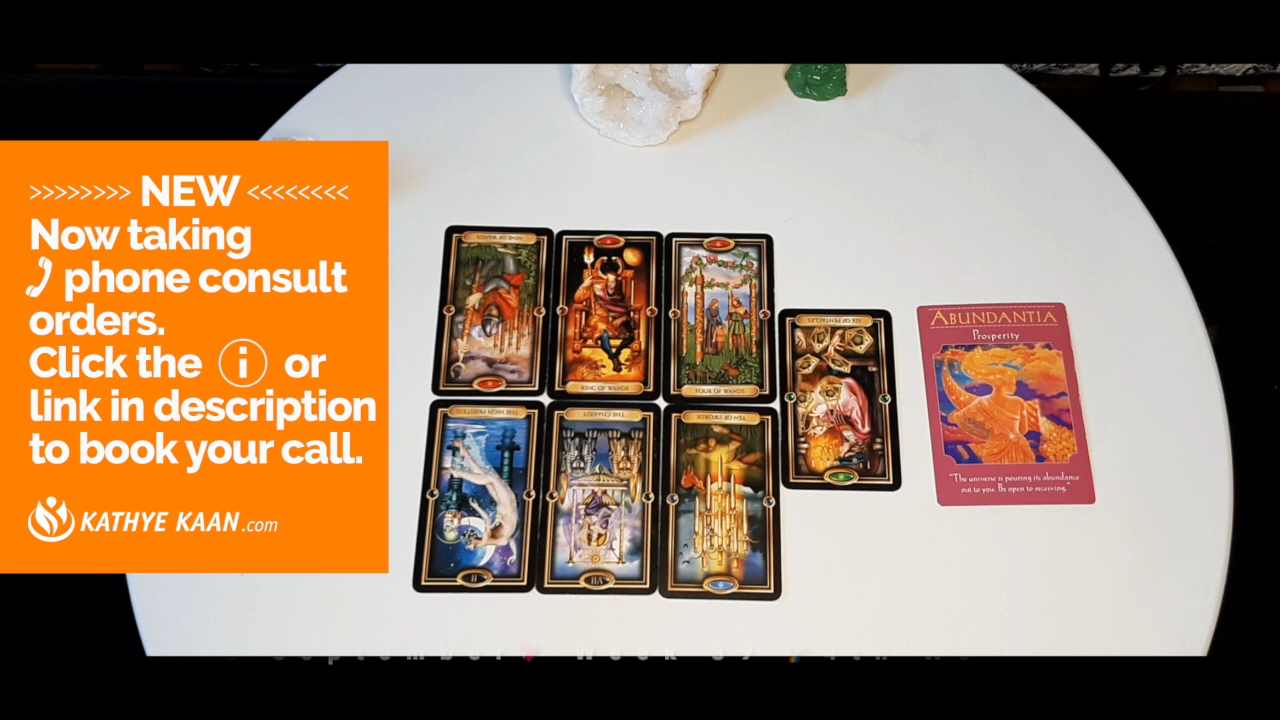 >>>>>>>> NEW <<<<<<<<
Now taking
phone consult
orders.
Click the i or
link in description
to book your call.
KATHYE KAAN.com
NINE OF WANDS
KING OF WANDS
FOUR OF WANDS
THE HIGH PRIESTESS
II
THE CHARIOT
VII
TEN OF SWORDS
SIX OF PENTACLES
ABUNDANTIA
Prosperity
"The universe is pouring its abundance
out to you. Be open to receiving."